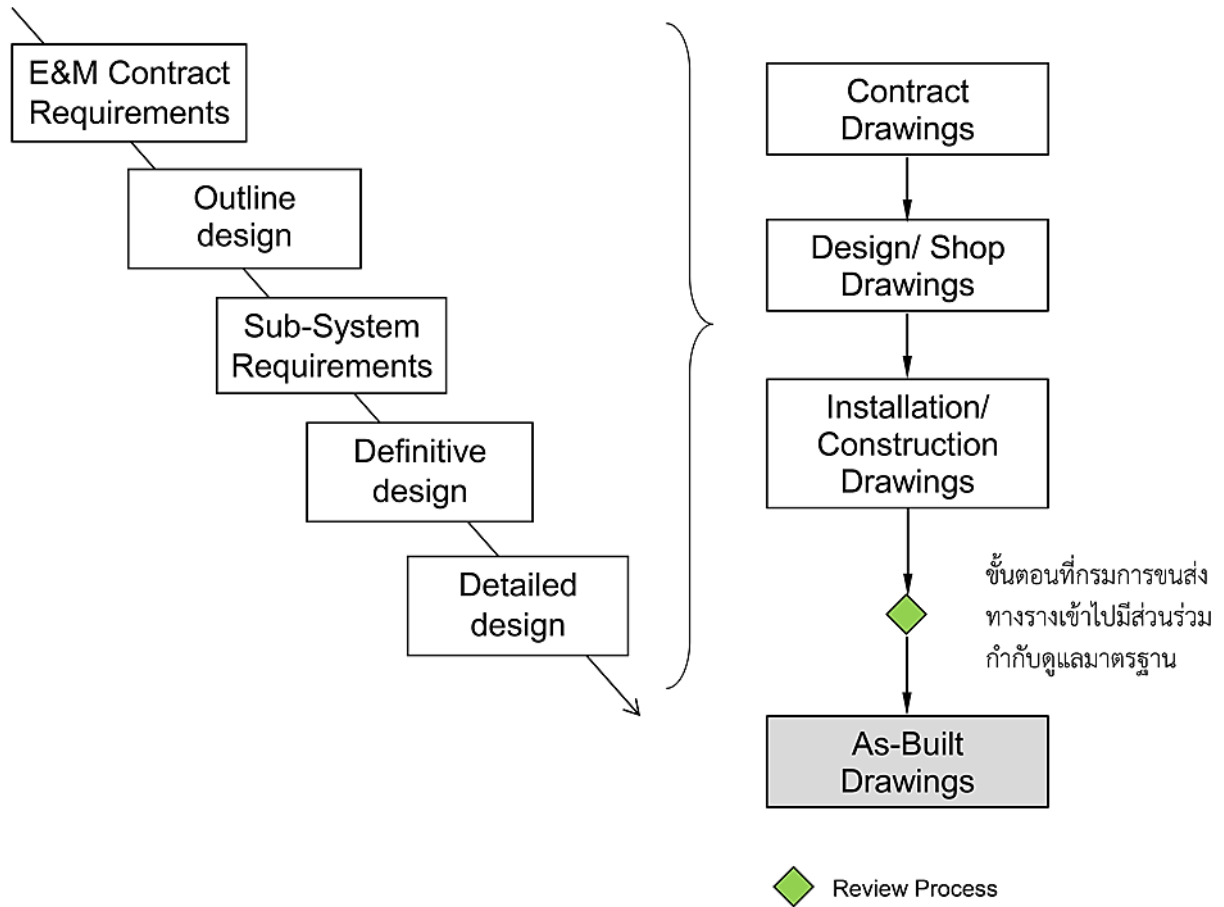 E&M Contract
Requirements
Outline
design
Sub-System
Requirements
Definitive
design
Detailed
design
Contract
Drawings
Design/ Shop
Drawings
Installation/
Construction
Drawings
ขั้นตอนที่กรมการขนส่ง
ทางรางเข้าไปมีส่วนร่วม
กำกับดูแลมาตรฐาน
As-Built
Drawings
Review Process